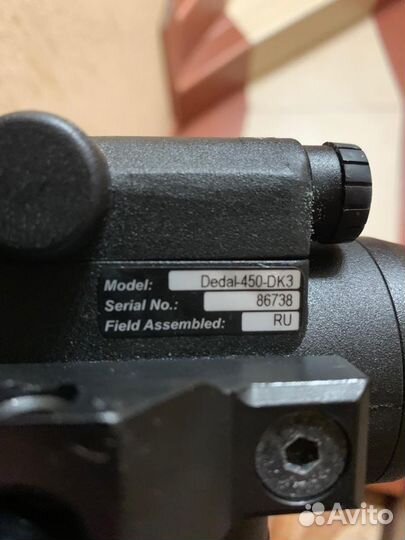 Model: Dedal-450-DK3
Serial No.: 86738
Field Assembled: RU
Avito